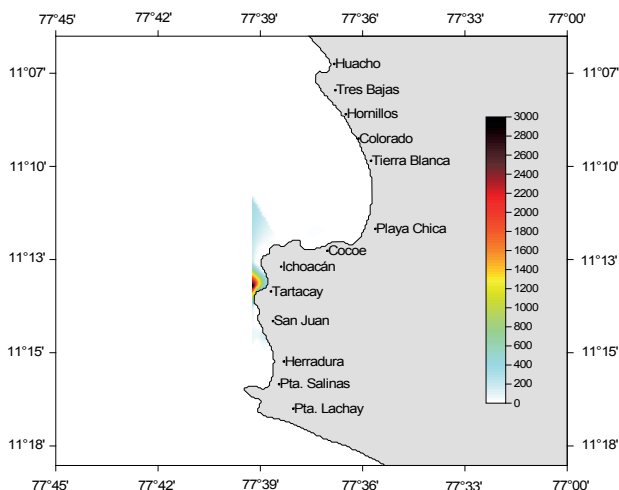 77°45' 77°42' 77°39' 77°36' 77°33' 77°00'
11°07' 11°07'
11°10' 11°10'
11°13' 11°13'
11°15' 11°15'
11°18' 11°18'
Huacho
Tres Bajas
Hornillos
Colorado
Tierra Blanca
Playa Chica
Cocoe
Ichoacán
Tartacay
San Juan
Herradura
Pta. Salinas
Pta. Lachay
3000
2800
2600
2400
2200
2000
1800
1600
1400
1200
1000
800
600
400
200
0
77°45' 77°42' 77°39' 77°36' 77°33' 77°00'